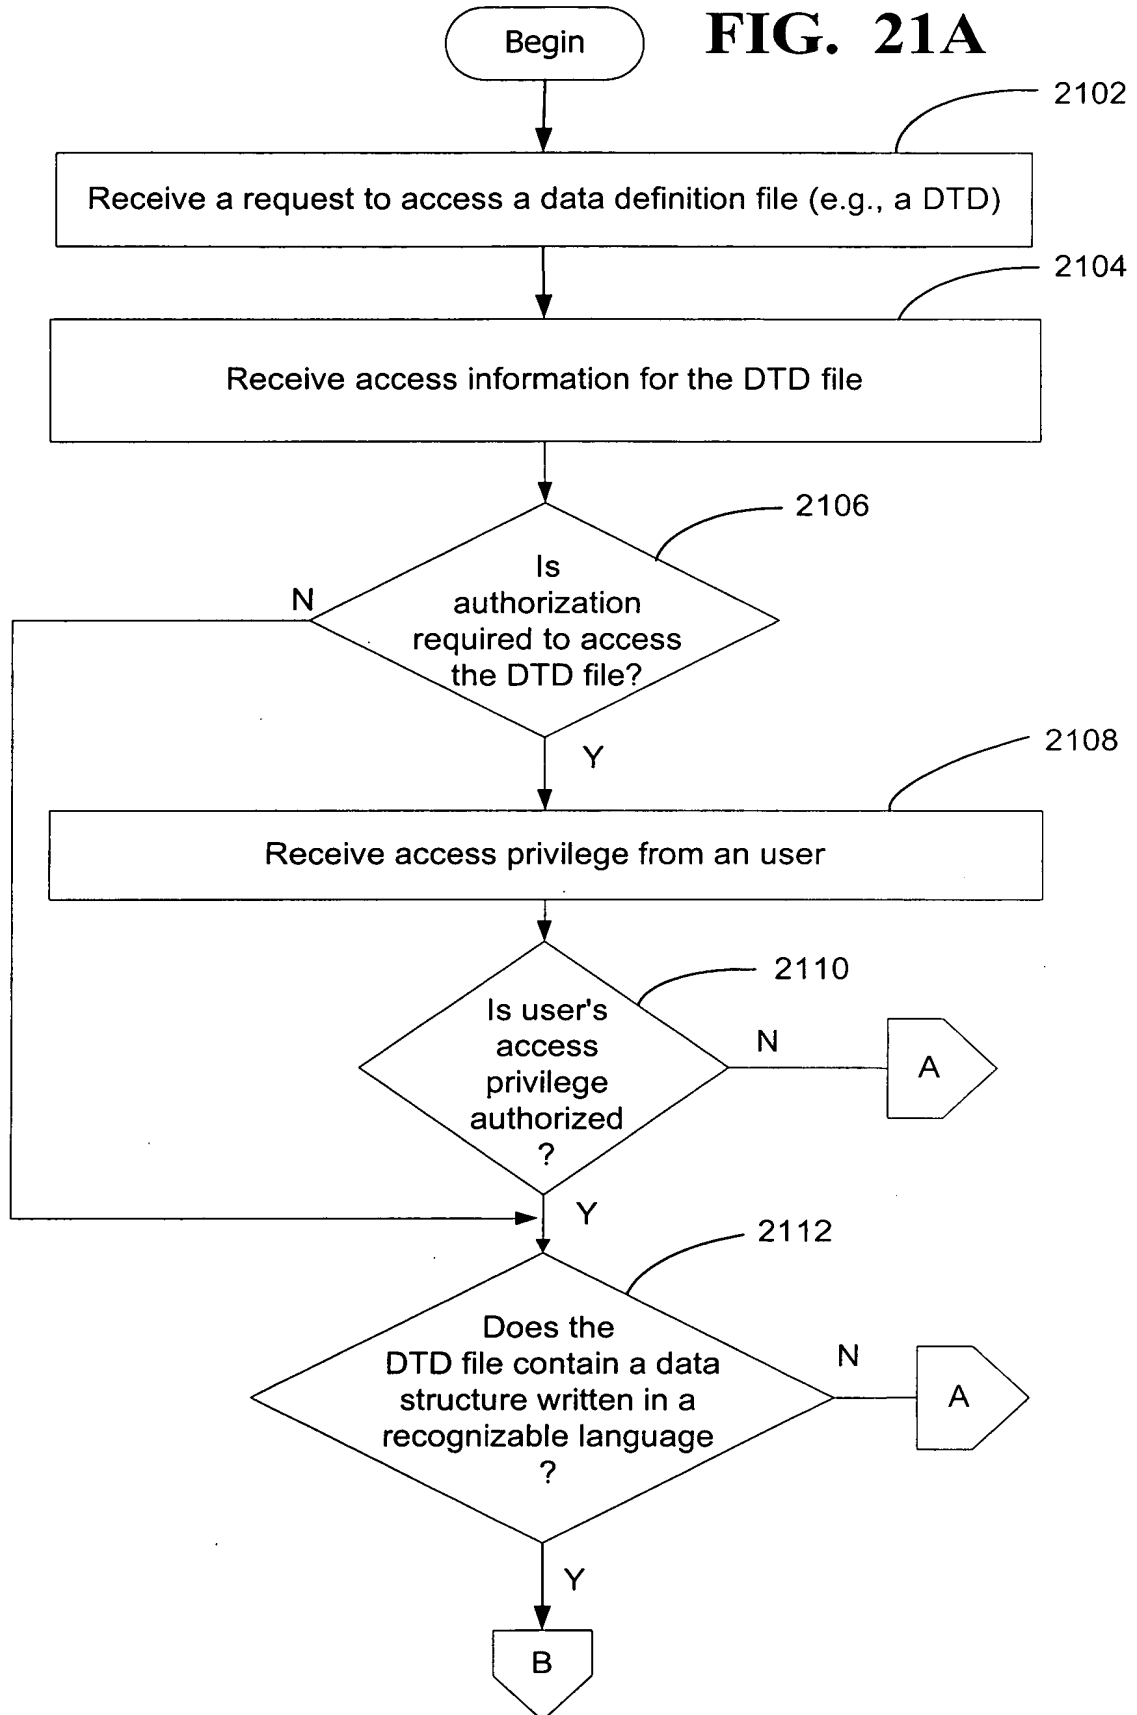 Begin
FIG. 21A
2102
Receive a request to access a data definition file (e.g., a DTD)
2104
Receive access information for the DTD file
2106
Is
authorization
required to access
the DTD file?
N
Y
2108
Receive access privilege from an user
2110
Is user's
access
privilege
authorized
?
N
A
Y
2112
Does the
DTD file contain a data
structure written in a
recognizable language
?
N
A
Y
B